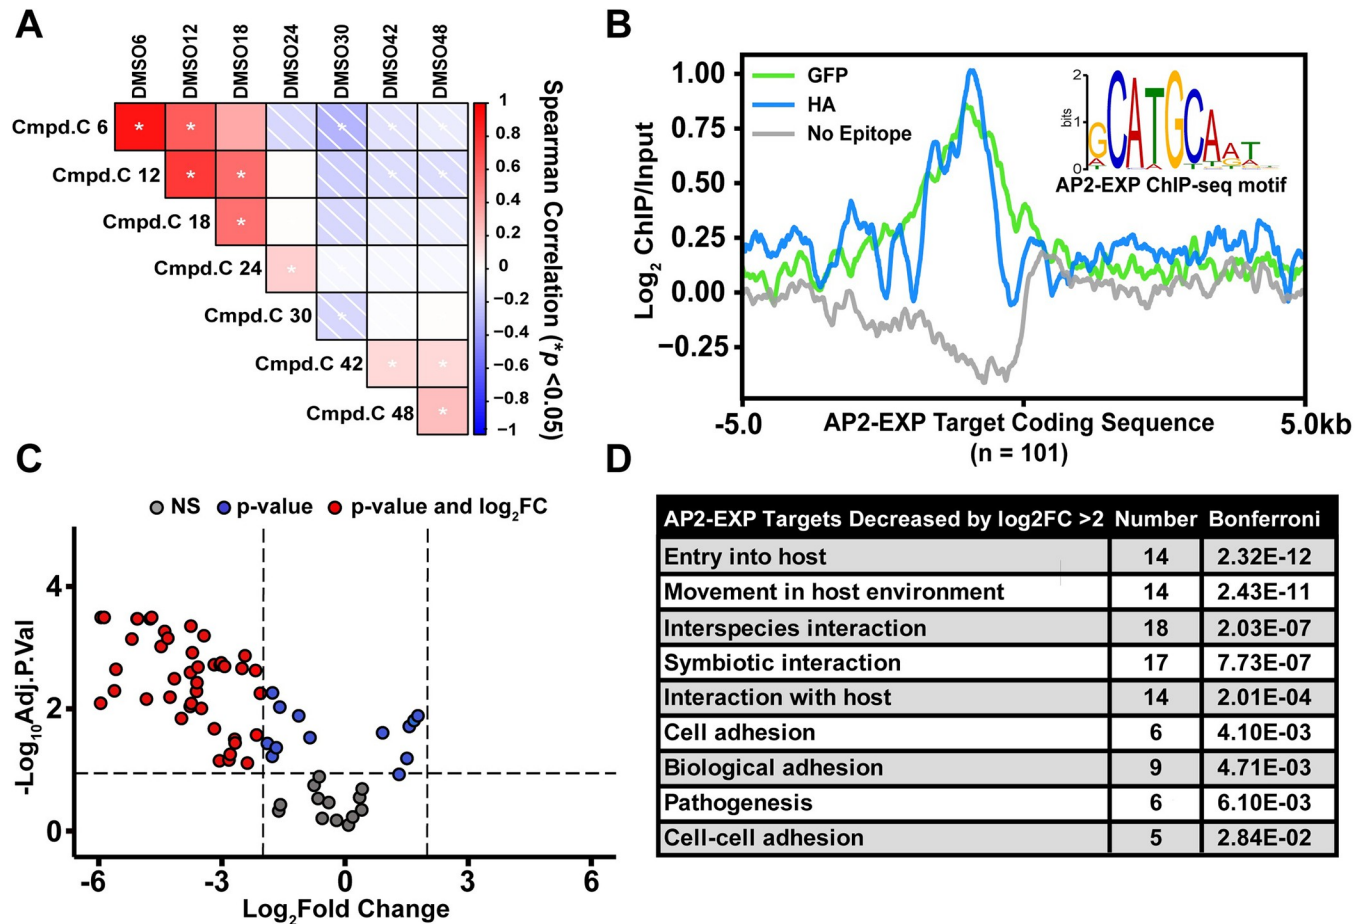 A
DMSO6
DMSO12
DMSO18
DMSO24
DMSO30
DMSO42
DMSO48
Cmpd.C 6
Cmpd.C 12
Cmpd.C 18
Cmpd.C 24
Cmpd.C 30
Cmpd.C 42
Cmpd.C 48
* *
* * *
* *
*
*
*
* *
*
1
0.8
0.6
0.4
0.2
0
−0.2
−0.4
−0.6
−0.8
−1
Spearman Correlation (*p <0.05)
B
GFP
HA
No Epitope
1.00
0.75
0.50
0.25
0.00
−0.25
Log2 ChIP/Input
2
1
0
bits
GCATGCAAT
AP2-EXP ChIP-seq motif
-5.0
5.0kb
AP2-EXP Target Coding Sequence
(n = 101)
C
NS
p-value
p-value and log2FC
4
2
0
-Log10Adj.P.Val
-6
-3
0
3
6
Log2Fold Change
D
AP2-EXP Targets Decreased by log2FC >2 Number Bonferroni
Entry into host 14 2.32E-12
Movement in host environment 14 2.43E-11
Interspecies interaction 18 2.03E-07
Symbiotic interaction 17 7.73E-07
Interaction with host 14 2.01E-04
Cell adhesion 6 4.10E-03
Biological adhesion 9 4.71E-03
Pathogenesis 6 6.10E-03
Cell-cell adhesion 5 2.84E-02